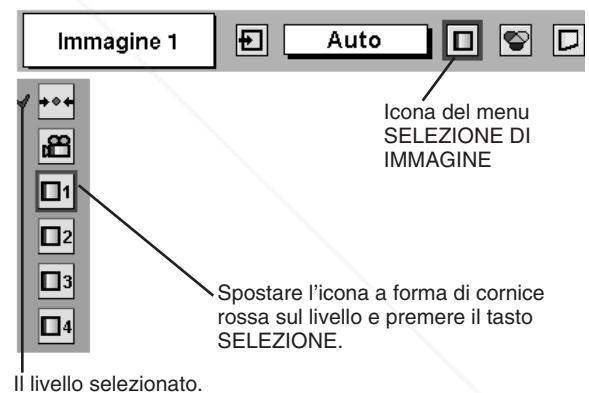 Immagine 1
Auto
Icona del menu
SELEZIONE DI
IMMAGINE
1
2
3
4
Spostare l'icona a forma di cornice
rossa sul livello e premere il tasto
SELEZIONE.
Il livello selezionato.